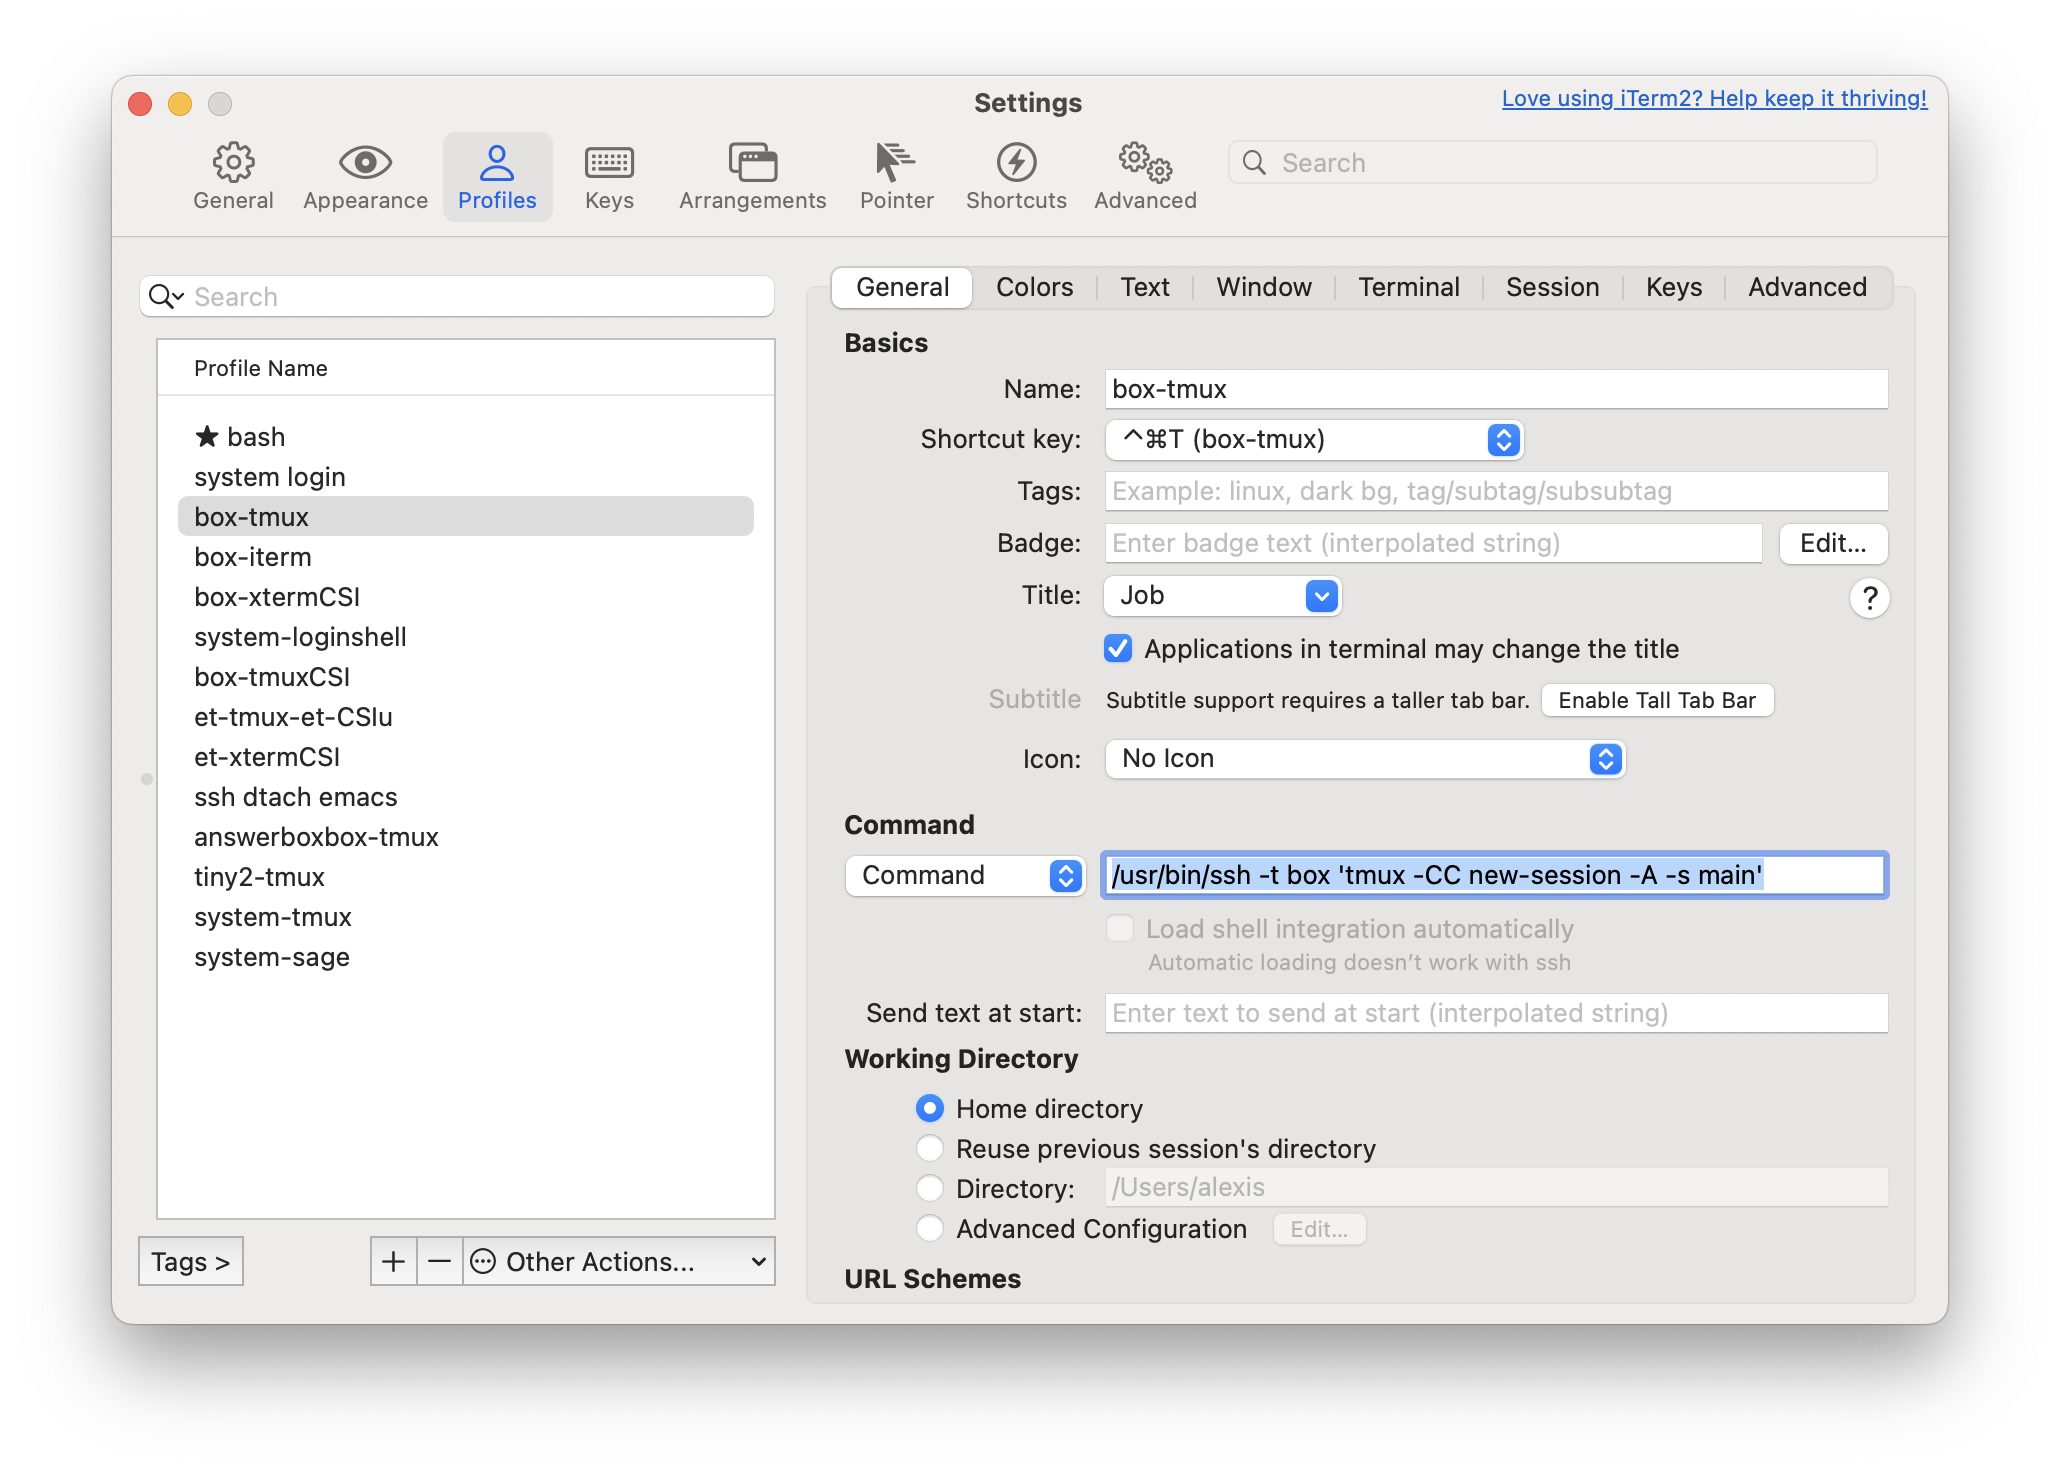 Settings
Love using iTerm2? Help keep it thriving!
General
Appearance
Profiles
Keys
Arrangements
Pointer
Shortcuts
Advanced
Search
Search
Profile Name
★ bash
system login
box-tmux
box-iterm
box-xtermCSI
system-loginshell
box-tmuxCSI
et-tmux-et-CSIu
et-xtermCSI
ssh dtach emacs
answerboxbox-tmux
tiny2-tmux
system-tmux
system-sage
Tags >
+
−
Other Actions...
General
Colors
Text
Window
Terminal
Session
Keys
Advanced
Basics
Name: box-tmux
Shortcut key: ^⌘T (box-tmux)
Tags: Example: linux, dark bg, tag/subtag/subsubtag
Badge: Enter badge text (interpolated string) Edit...
Title: Job ?
Applications in terminal may change the title
Subtitle Subtitle support requires a taller tab bar. Enable Tall Tab Bar
Icon: No Icon
Command
Command /usr/bin/ssh -t box 'tmux -CC new-session -A -s main'
Load shell integration automatically
Automatic loading doesn't work with ssh
Send text at start: Enter text to send at start (interpolated string)
Working Directory
Home directory
Reuse previous session's directory
Directory: /Users/alexis
Advanced Configuration Edit...
URL Schemes